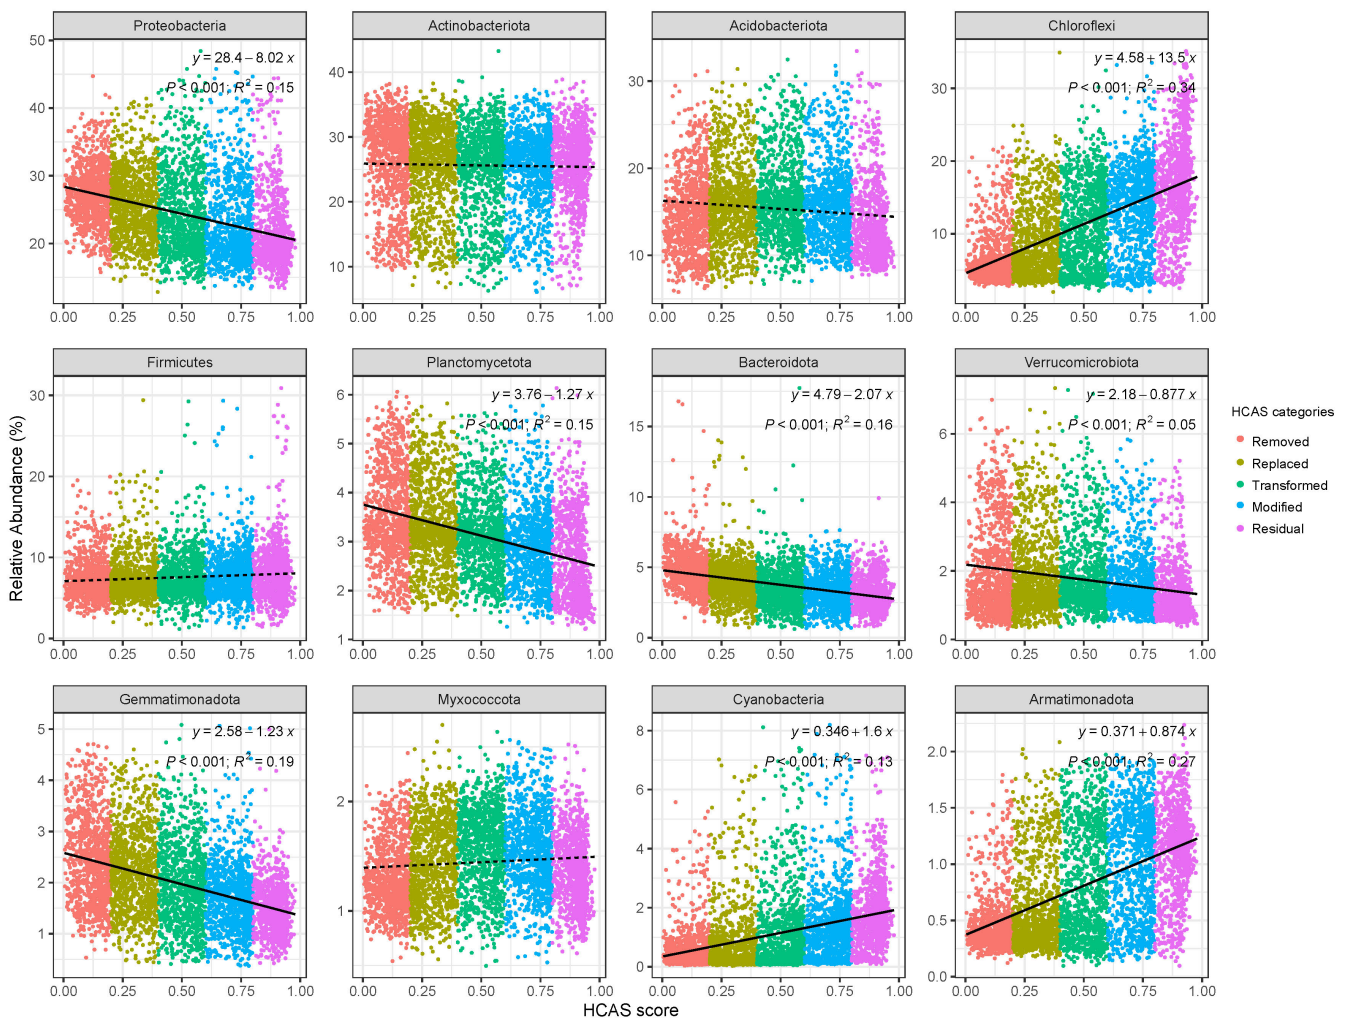 Proteobacteria
Actinobacteriota
Acidobacteriota
Chloroflexi
50
40
30
20
y = 28.4 − 8.02 x
P < 0.001; R² = 0.15
0.00 0.25 0.50 0.75 1.00
40
30
20
10
0.00 0.25 0.50 0.75 1.00
30
20
10
0.00 0.25 0.50 0.75 1.00
30
20
10
y = 4.58 + 13.5 x
P < 0.001; R² = 0.34
0.00 0.25 0.50 0.75 1.00
Relative Abundance (%)
Firmicutes
Planctomycetota
Bacteroidota
Verrucomicrobiota
30
20
10
0
0.00 0.25 0.50 0.75 1.00
6
5
4
3
2
1
y = 3.76 − 1.27 x
P < 0.001; R² = 0.15
0.00 0.25 0.50 0.75 1.00
15
10
5
0
y = 4.79 − 2.07 x
P < 0.001; R² = 0.16
0.00 0.25 0.50 0.75 1.00
6
4
2
0
y = 2.18 − 0.877 x
P < 0.001; R² = 0.05
0.00 0.25 0.50 0.75 1.00
Gemmatimonadota
Myxococcota
Cyanobacteria
Armatimonadota
5
4
3
2
1
y = 2.58 − 1.23 x
P < 0.001; R² = 0.19
0.00 0.25 0.50 0.75 1.00
2
1
0.00 0.25 0.50 0.75 1.00
8
6
4
2
0
y = 0.346 + 1.6 x
P < 0.001; R² = 0.13
0.00 0.25 0.50 0.75 1.00
2.0
1.5
1.0
0.5
0.0
y = 0.371 + 0.874 x
P < 0.001; R² = 0.27
0.00 0.25 0.50 0.75 1.00
HCAS score
HCAS categories
Removed
Replaced
Transformed
Modified
Residual